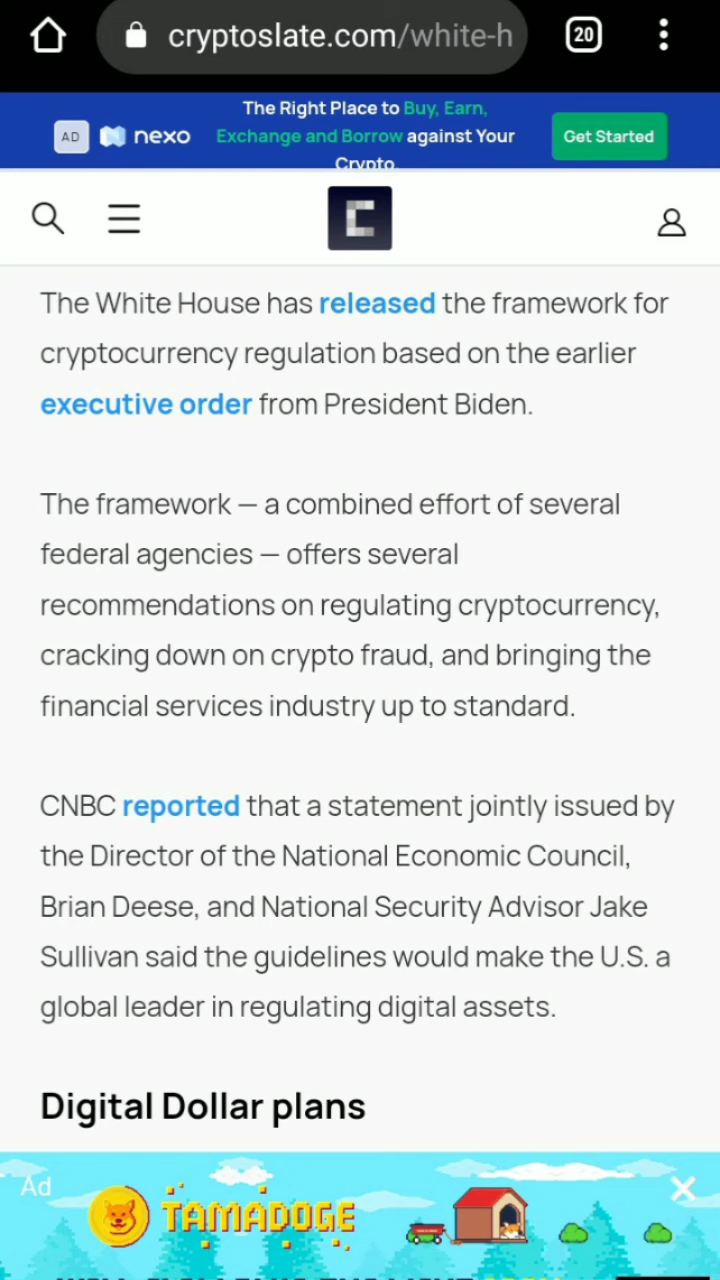 cryptoslate.com/white-h
20
The Right Place to Buy, Earn,
AD nexo Exchange and Borrow against Your Get Started
Crypto.
The White House has released the framework for
cryptocurrency regulation based on the earlier
executive order from President Biden.
The framework — a combined effort of several
federal agencies — offers several
recommendations on regulating cryptocurrency,
cracking down on crypto fraud, and bringing the
financial services industry up to standard.
CNBC reported that a statement jointly issued by
the Director of the National Economic Council,
Brian Deese, and National Security Advisor Jake
Sullivan said the guidelines would make the U.S. a
global leader in regulating digital assets.
Digital Dollar plans
Ad
TAMADOGE